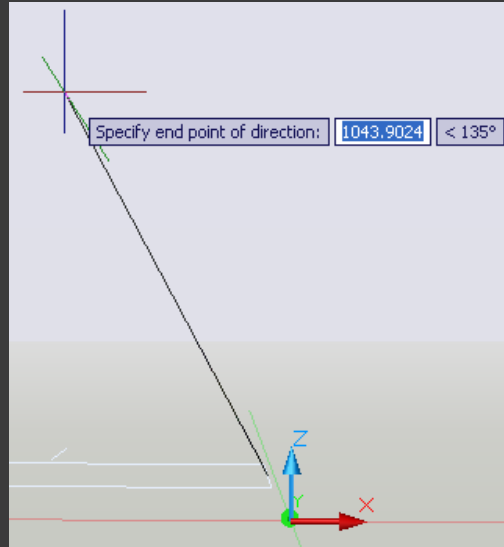 Specify end point of direction: 1043.9024 < 135°
Z
Y
X